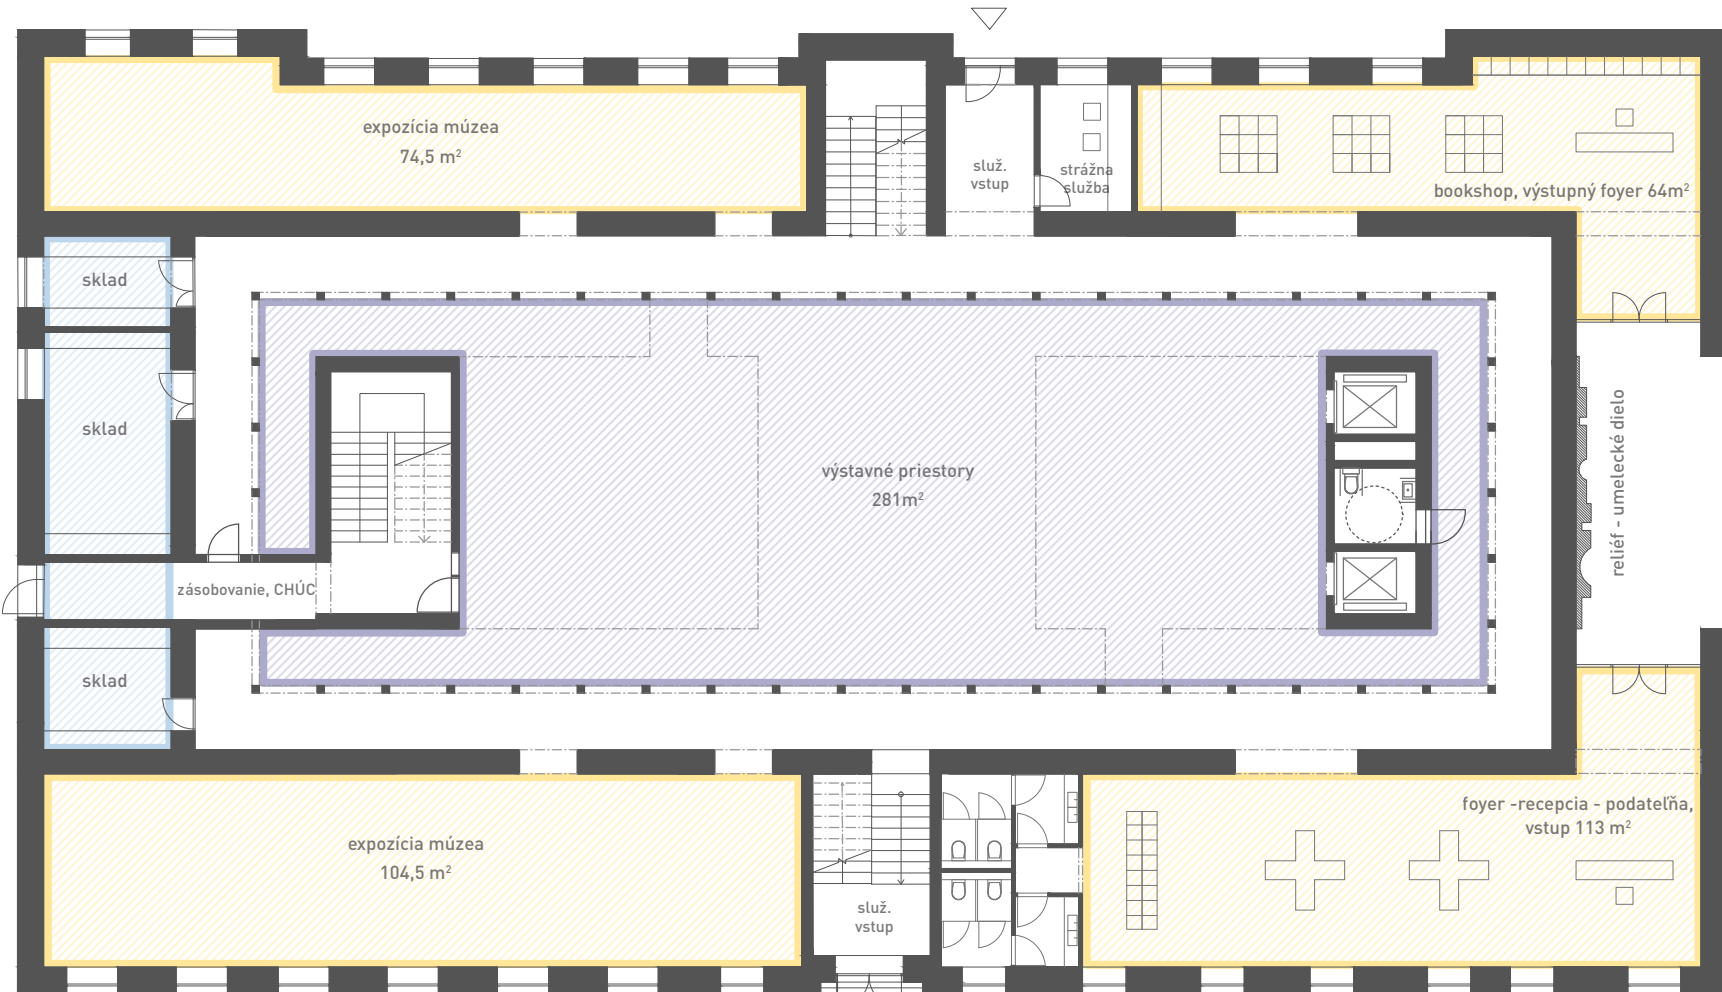 expozícia múzea
74,5 m²
služ.
vstup
strážna
služba
bookshop, výstupný foyer 64m²
sklad
sklad
výstavné priestory
281m²
reliéf - umelecké dielo
zásobovanie, CHÚC
sklad
expozícia múzea
104,5 m²
služ.
vstup
foyer -recepcia - podateľňa,
vstup 113 m²